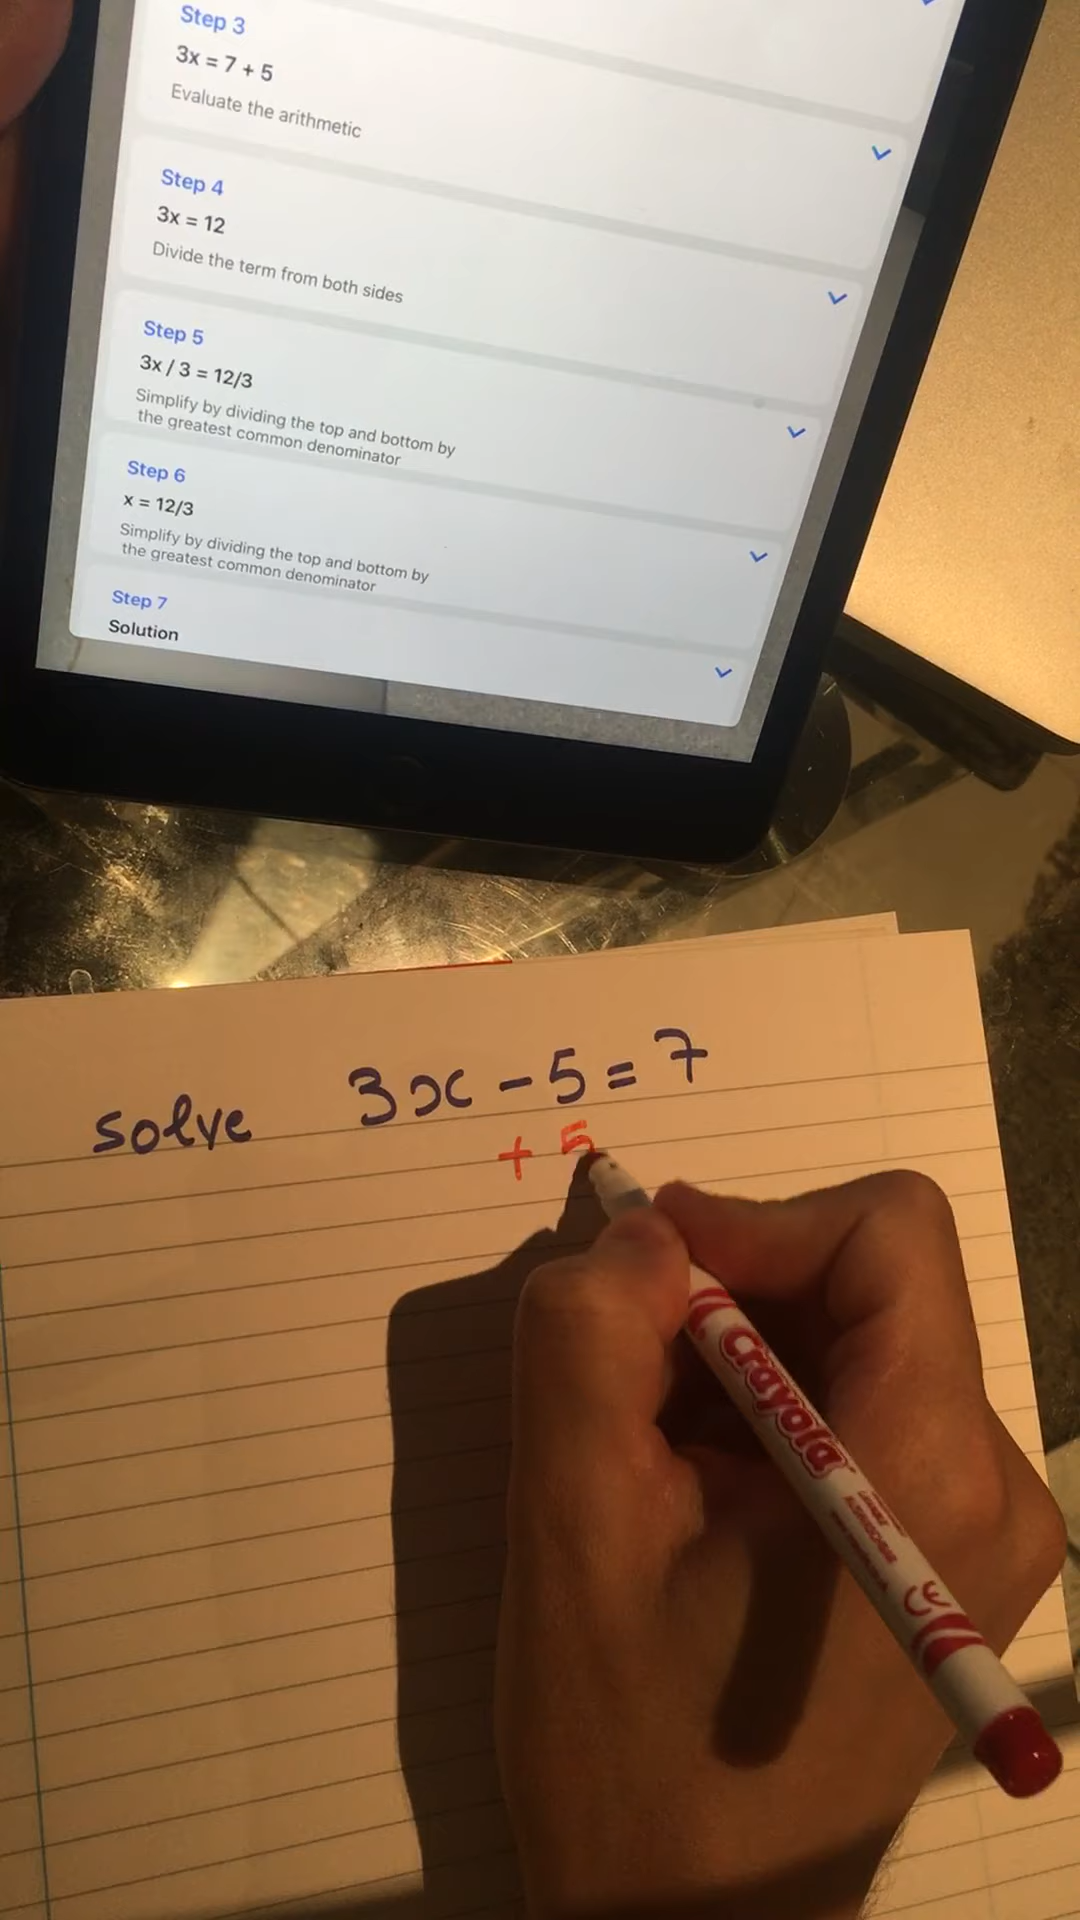 Step 3
3x = 7 + 5
Evaluate the arithmetic
Step 4
3x = 12
Divide the term from both sides
Step 5
3x / 3 = 12/3
Simplify by dividing the top and bottom by
the greatest common denominator
Step 6
x = 12/3
Simplify by dividing the top and bottom by
the greatest common denominator
Step 7
Solution
solve 3x - 5 = 7
+ 5
Crayola
CE